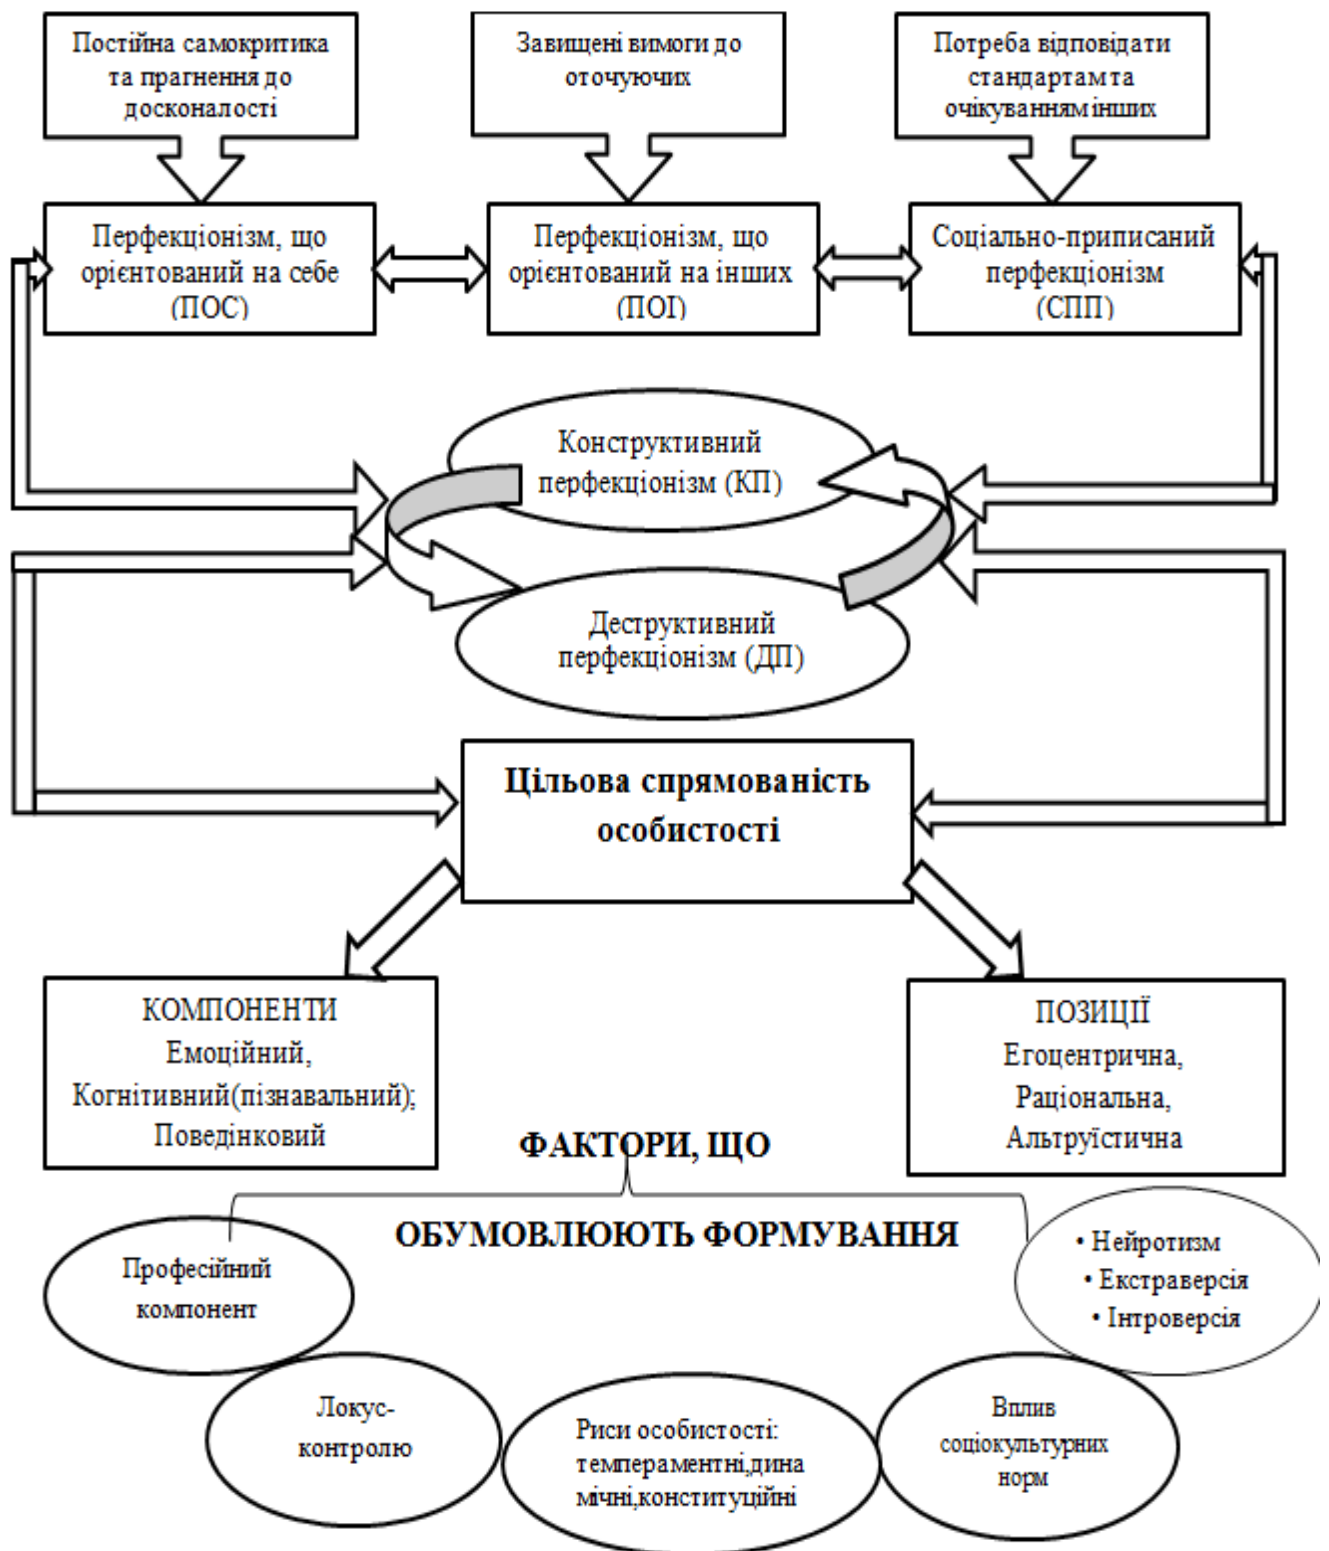 Постійна самокритика
та прагнення до
досконалості
Завищені вимоги до
оточуючих
Потреба відповідати
стандартам та
очікуванням інших
Перфекціонізм, що
орієнтований на себе
(ПОС)
Перфекціонізм, що
орієнтований на інших
(ПОІ)
Соціально-приписаний
перфекціонізм
(СПП)
Конструктивний
перфекціонізм (КП)
Деструктивний
перфекціонізм (ДП)
Цільова спрямованість
особистості
КОМПОНЕНТИ
Емоційний,
Когнітивний(пізнавальний);
Поведінковий
ПОЗИЦІЇ
Егоцентрична,
Раціональна,
Альтруїстична
ФАКТОРИ, ЩО
ОБУМОВЛЮЮТЬ ФОРМУВАННЯ
Професійний
компонент
Локус-
контролю
Риси особистості:
темпераментні,дина
мічні,конституційні
Вплив
соціокультурних
норм
• Нейротизм
• Екстраверсія
• Інтроверсія